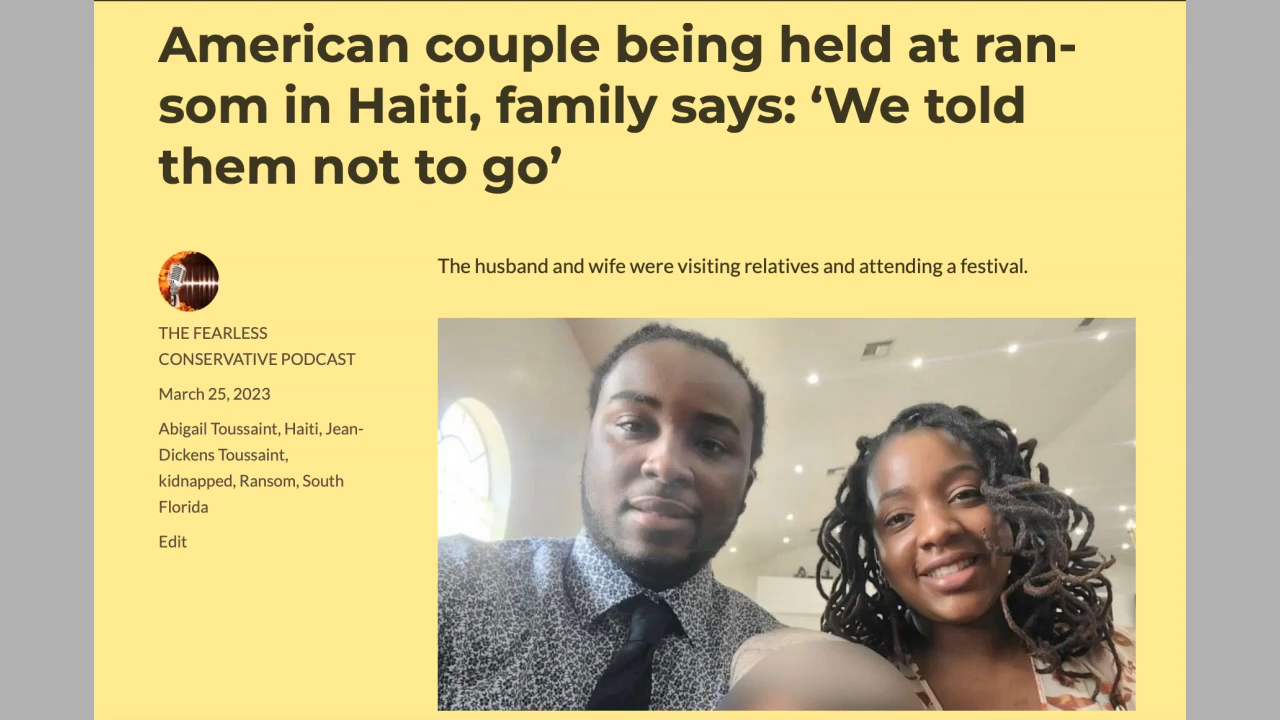 American couple being held at ran-
som in Haiti, family says: ‘We told
them not to go’
The husband and wife were visiting relatives and attending a festival.
THE FEARLESS
CONSERVATIVE PODCAST
March 25, 2023
Abigail Toussaint, Haiti, Jean-
Dickens Toussaint,
kidnapped, Ransom, South
Florida
Edit